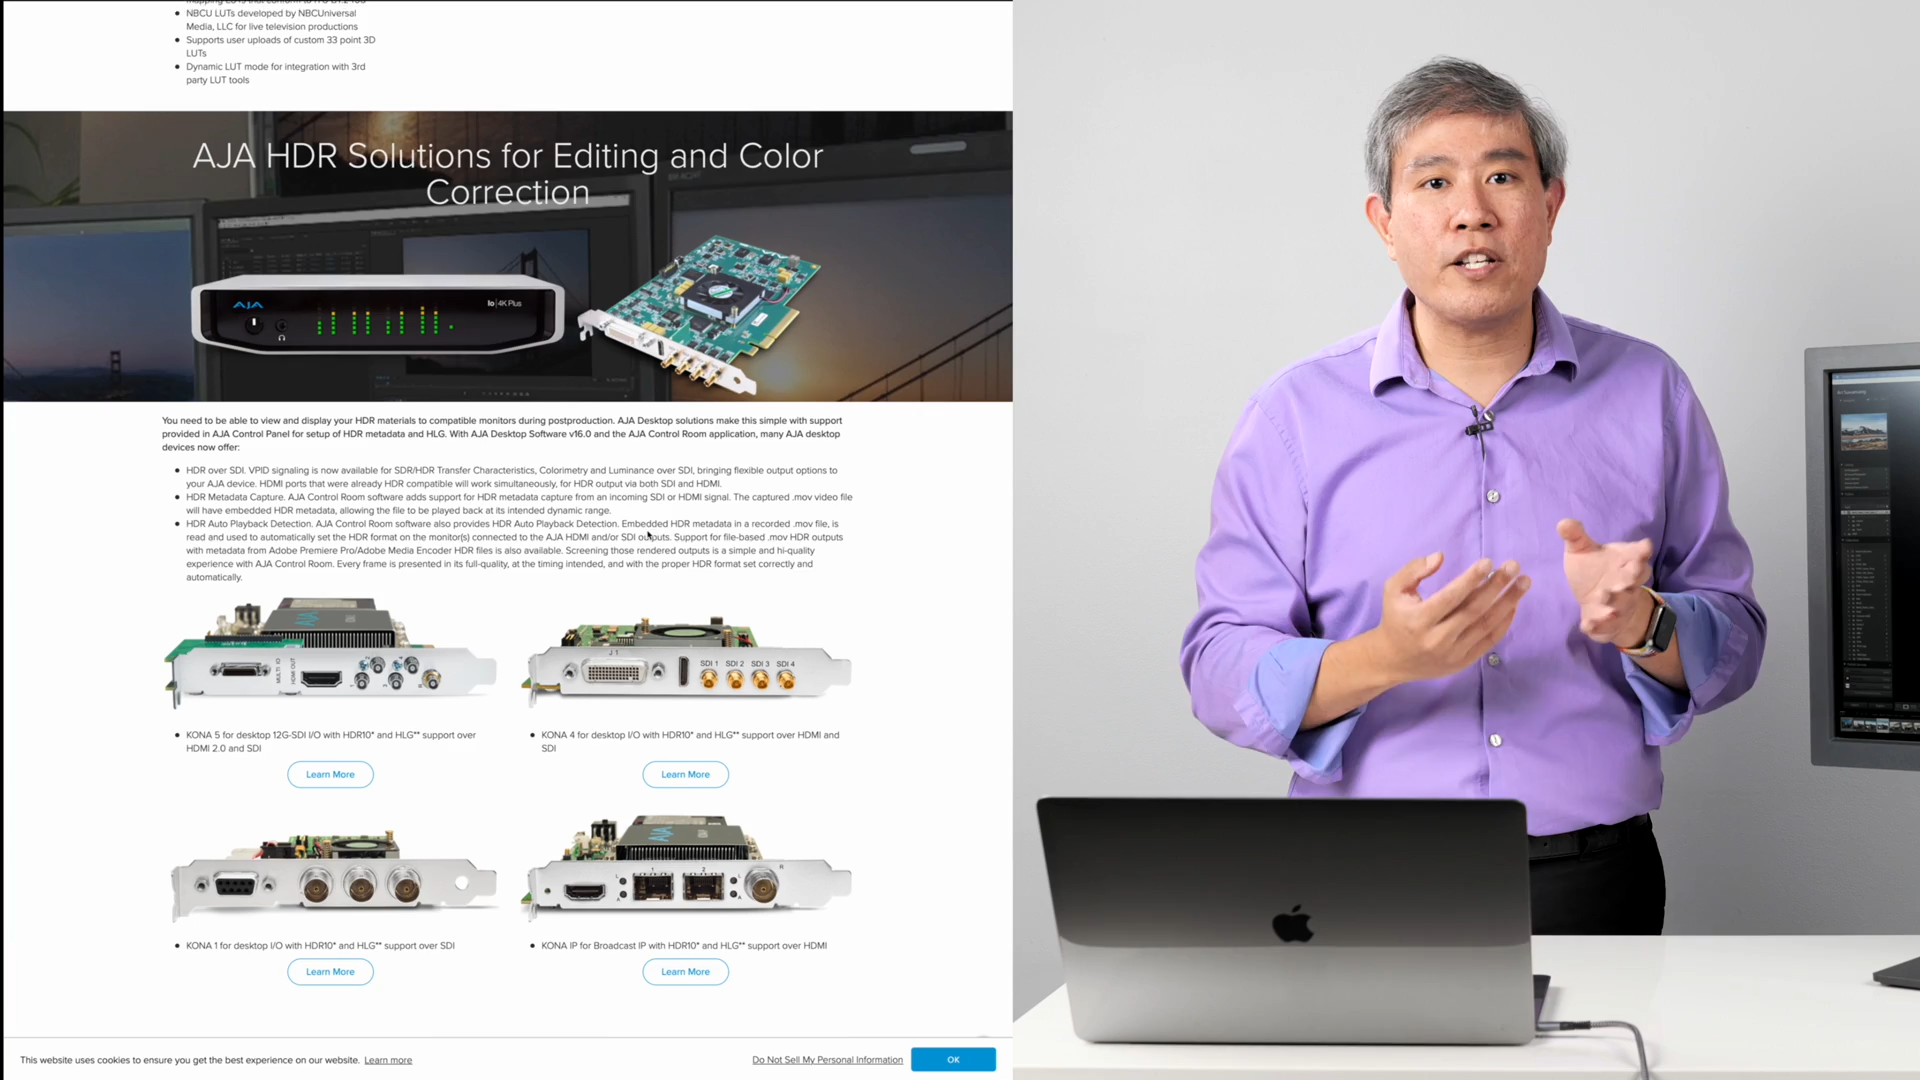 NBCU LUTs developed by NBCUniversal
Media, LLC for live television productions
Supports user uploads of custom 33 point 3D
LUTs
Dynamic LUT mode for integration with 3rd
party LUT tools
AJA HDR Solutions for Editing and Color
Correction
AJA
Io 4K Plus
You need to be able to view and display your HDR materials to compatible monitors during postproduction. AJA Desktop solutions make this simple with support
provided in AJA Control Panel for setup of HDR metadata and HLG. With AJA Desktop Software v16.0 and the AJA Control Room application, many AJA desktop
devices now offer:
HDR over SDI. VPID signaling is now available for SDR/HDR Transfer Characteristics, Colorimetry and Luminance over SDI, bringing flexible output options to
your AJA device. HDMI ports that were already HDR compatible will work simultaneously, for HDR output via both SDI and HDMI.
HDR Metadata Capture. AJA Control Room software adds support for HDR metadata capture from an incoming SDI or HDMI signal. The captured .mov video file
will have embedded HDR metadata, allowing the file to be played back at its intended dynamic range.
HDR Auto Playback Detection. AJA Control Room software also provides HDR Auto Playback Detection. Embedded HDR metadata in a recorded .mov file, is
read and used to automatically set the HDR format on the monitor(s) connected to the AJA HDMI and/or SDI outputs. Support for file-based .mov HDR outputs
with metadata from Adobe Premiere Pro/Adobe Media Encoder HDR files is also available. Screening those rendered outputs is a simple and hi-quality
experience with AJA Control Room. Every frame is presented in its full-quality, at the timing intended, and with the proper HDR format set correctly and
automatically.
MULTI IO
HDMI OUT
J1
SDI 1 SDI 2 SDI 3 SDI 4
KONA 5 for desktop 12G-SDI I/O with HDR10* and HLG** support over
HDMI 2.0 and SDI
Learn More
KONA 4 for desktop I/O with HDR10* and HLG** support over HDMI and
SDI
Learn More
AJA
1 2 R
KONA 1 for desktop I/O with HDR10* and HLG** support over SDI
Learn More
KONA IP for Broadcast IP with HDR10* and HLG** support over HDMI
Learn More
This website uses cookies to ensure you get the best experience on our website. Learn more
Do Not Sell My Personal Information
OK